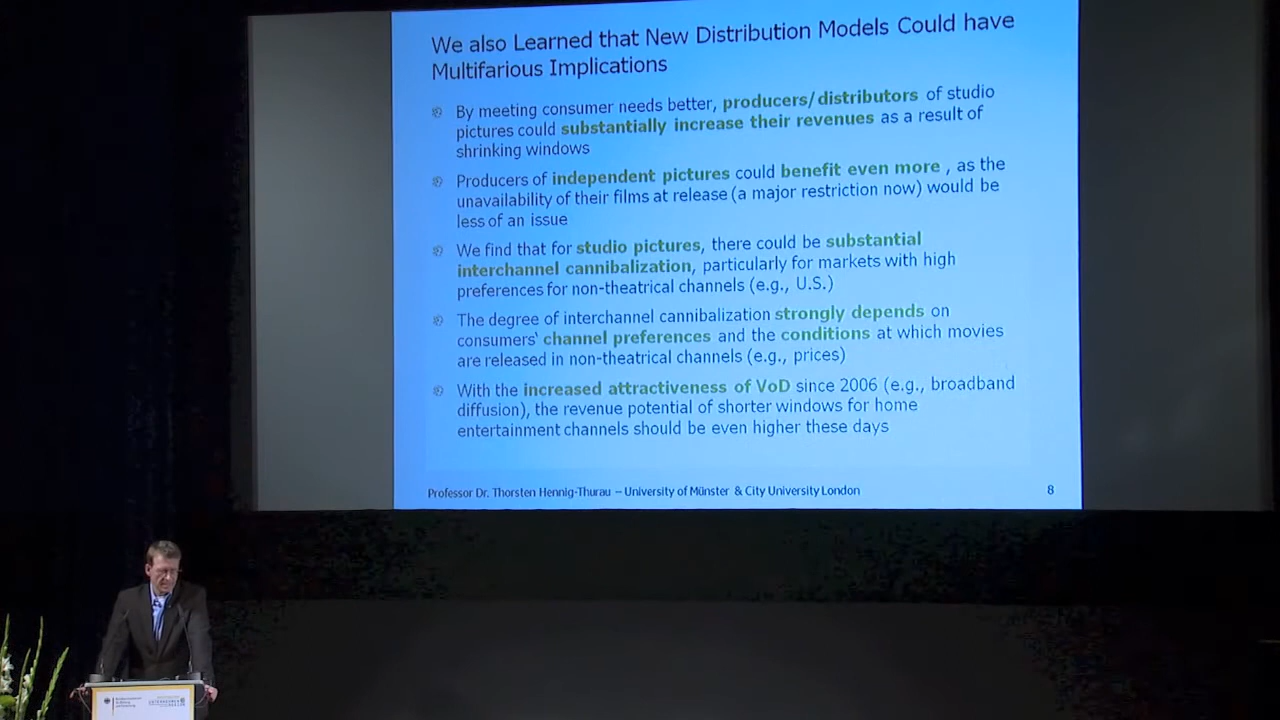 We also Learned that New Distribution Models Could have
Multifarious Implications
By meeting consumer needs better, producers/distributors of studio
pictures could substantially increase their revenues as a result of
shrinking windows
Producers of independent pictures could benefit even more , as the
unavailability of their films at release (a major restriction now) would be
less of an issue
We find that for studio pictures, there could be substantial
interchannel cannibalization, particularly for markets with high
preferences for non-theatrical channels (e.g., U.S.)
The degree of interchannel cannibalization strongly depends on
consumers' channel preferences and the conditions at which movies
are released in non-theatrical channels (e.g., prices)
With the increased attractiveness of VoD since 2006 (e.g., broadband
diffusion), the revenue potential of shorter windows for home
entertainment channels should be even higher these days
Professor Dr. Thorsten Hennig-Thurau – University of Münster & City University London
8